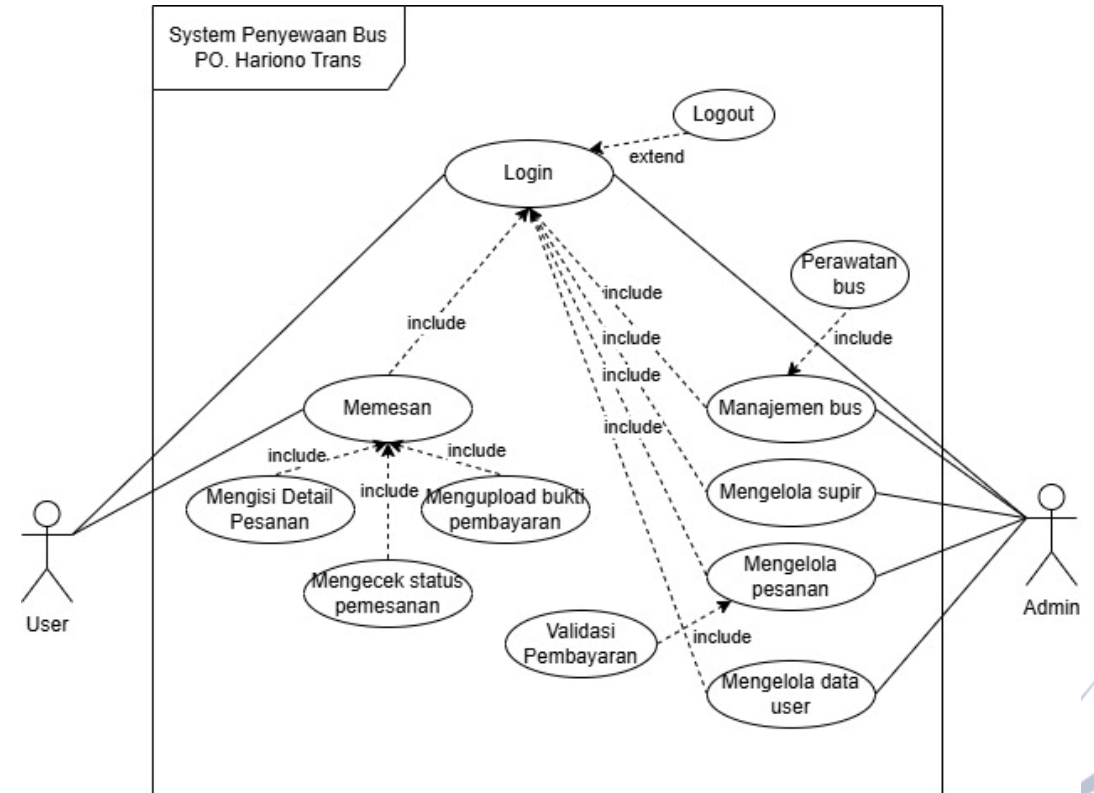 System Penyewaan Bus
PO. Hariono Trans
Logout
extend
Login
Perawatan
bus
include
include
include
include
include
include
Memesan
Manajemen bus
include
include
include
Mengisi Detail
Pesanan
Mengupload bukti
pembayaran
Mengelola supir
Mengecek status
pemesanan
Mengelola
pesanan
User
Admin
Validasi
Pembayaran
include
Mengelola data
user